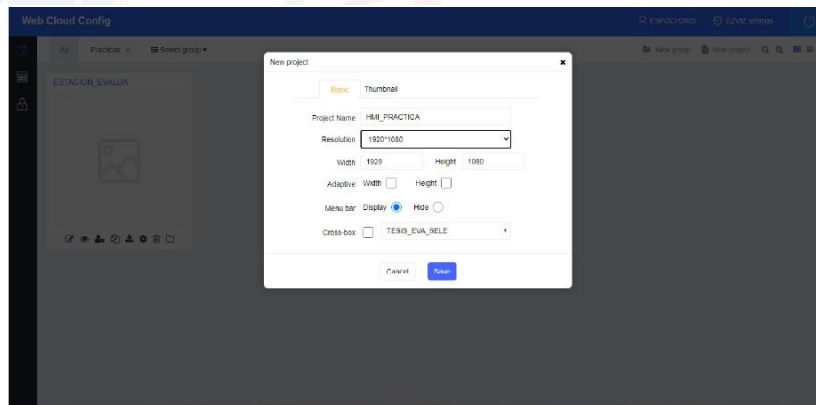 Web Cloud Config
ESPOCH2022 EZVIZ settings
All Practicas × Select group
New group New project
ESTACION_EVALUA
New project
Basic Thumbnail
Project Name HMI_PRACTICA
Resolution 1920*1080
Width 1920 Height 1080
Adaptive Width Height
Menu bar Display Hide
Cross-box TESIS_EVA_SELE
Cancel Save